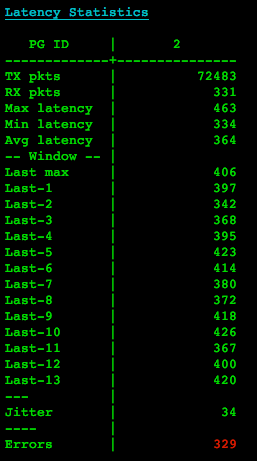 Latency Statistics
PG ID | 2
--------------+----------------
TX pkts | 72483
RX pkts | 331
Max latency | 463
Min latency | 334
Avg latency | 364
-- Window -- |
Last max | 406
Last-1 | 397
Last-2 | 342
Last-3 | 368
Last-4 | 395
Last-5 | 423
Last-6 | 414
Last-7 | 380
Last-8 | 372
Last-9 | 418
Last-10 | 426
Last-11 | 367
Last-12 | 400
Last-13 | 420
--- |
Jitter | 34
---- |
Errors | 329